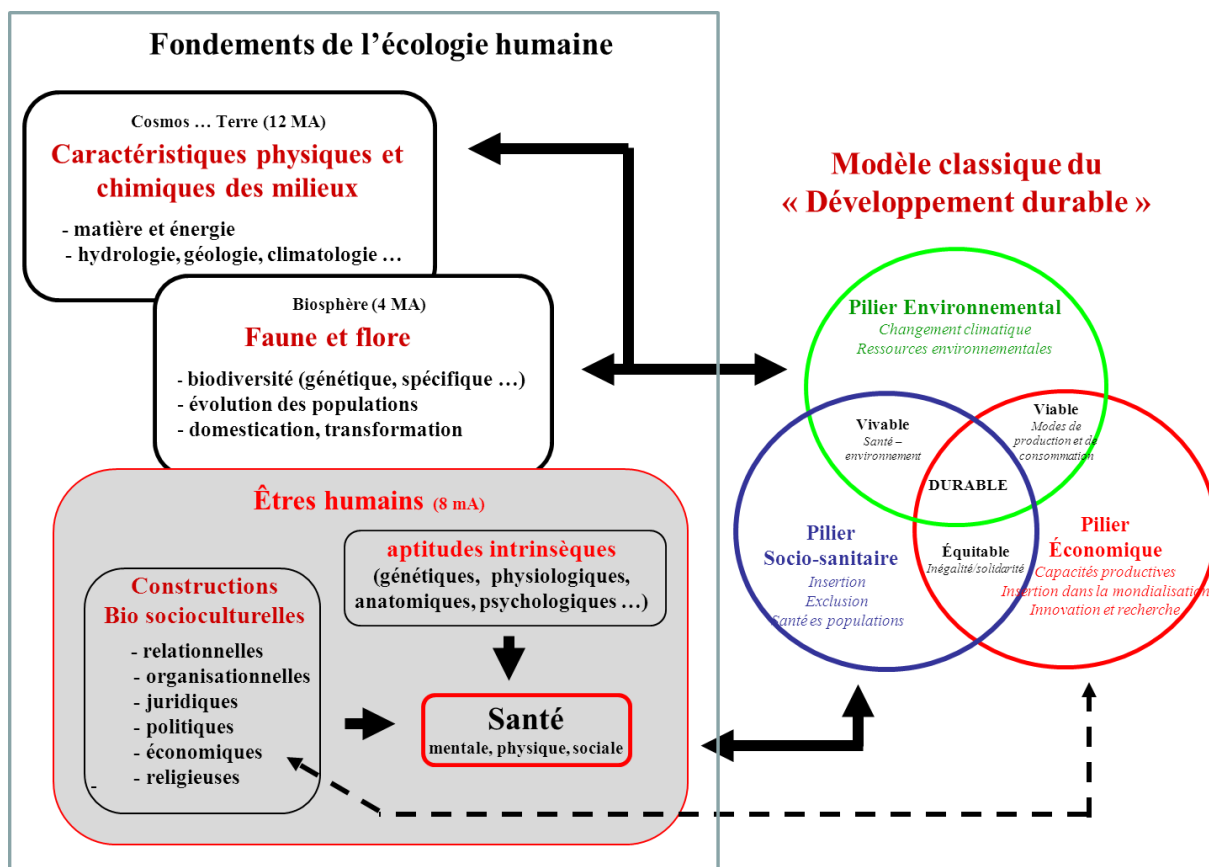 Fondements de l’écologie humaine
Cosmos … Terre (12 MA)
Caractéristiques physiques et
chimiques des milieux
- matière et énergie
- hydrologie, géologie, climatologie …
Biosphère (4 MA)
Faune et flore
- biodiversité (génétique, spécifique …)
- évolution des populations
- domestication, transformation
Êtres humains (8 mA)
aptitudes intrinsèques
(génétiques, physiologiques,
anatomiques, psychologiques …)
Constructions
Bio socioculturelles
- relationnelles
- organisationnelles
- juridiques
- politiques
- économiques
- religieuses
-
Santé
mentale, physique, sociale
Modèle classique du
« Développement durable »
Pilier Environnemental
Changement climatique
Ressources environnementales
Vivable
Santé –
environnement
Viable
Modes de
production et de
consommation
DURABLE
Pilier
Socio-sanitaire
Insertion
Exclusion
Santé es populations
Équitable
Inégalité/solidarité
Pilier
Économique
Capacités productives
Insertion dans la mondialisation
Innovation et recherche